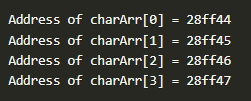 Address of charArr[0] = 28ff44
Address of charArr[1] = 28ff45
Address of charArr[2] = 28ff46
Address of charArr[3] = 28ff47